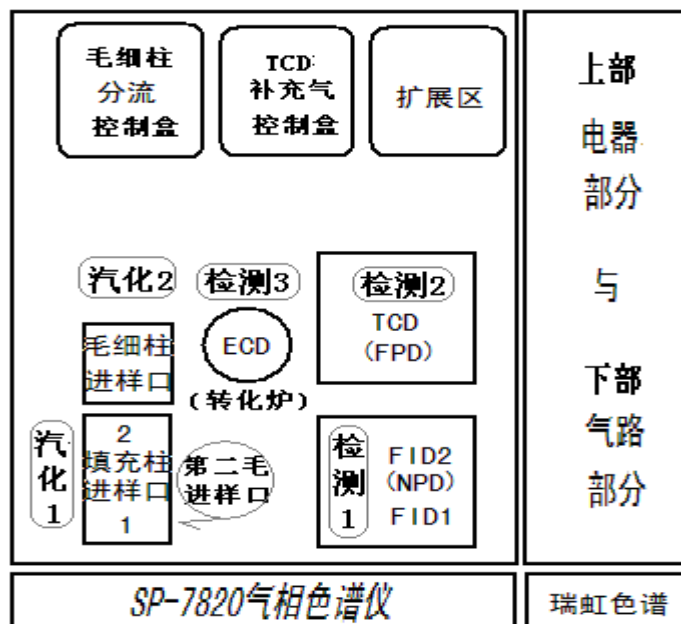 毛细柱
分流
控制盒
TCD
补充气
控制盒
扩展区
汽化2
检测3
检测2
毛细柱
进样口
ECD
(转化炉)
TCD
(FPD)
汽化1
2
填充柱
进样口
1
第二毛
进样口
检测1
FID2
(NPD)
FID1
上部
电器
部分
与
下部
气路
部分
SP-7820气相色谱仪
瑞虹色谱